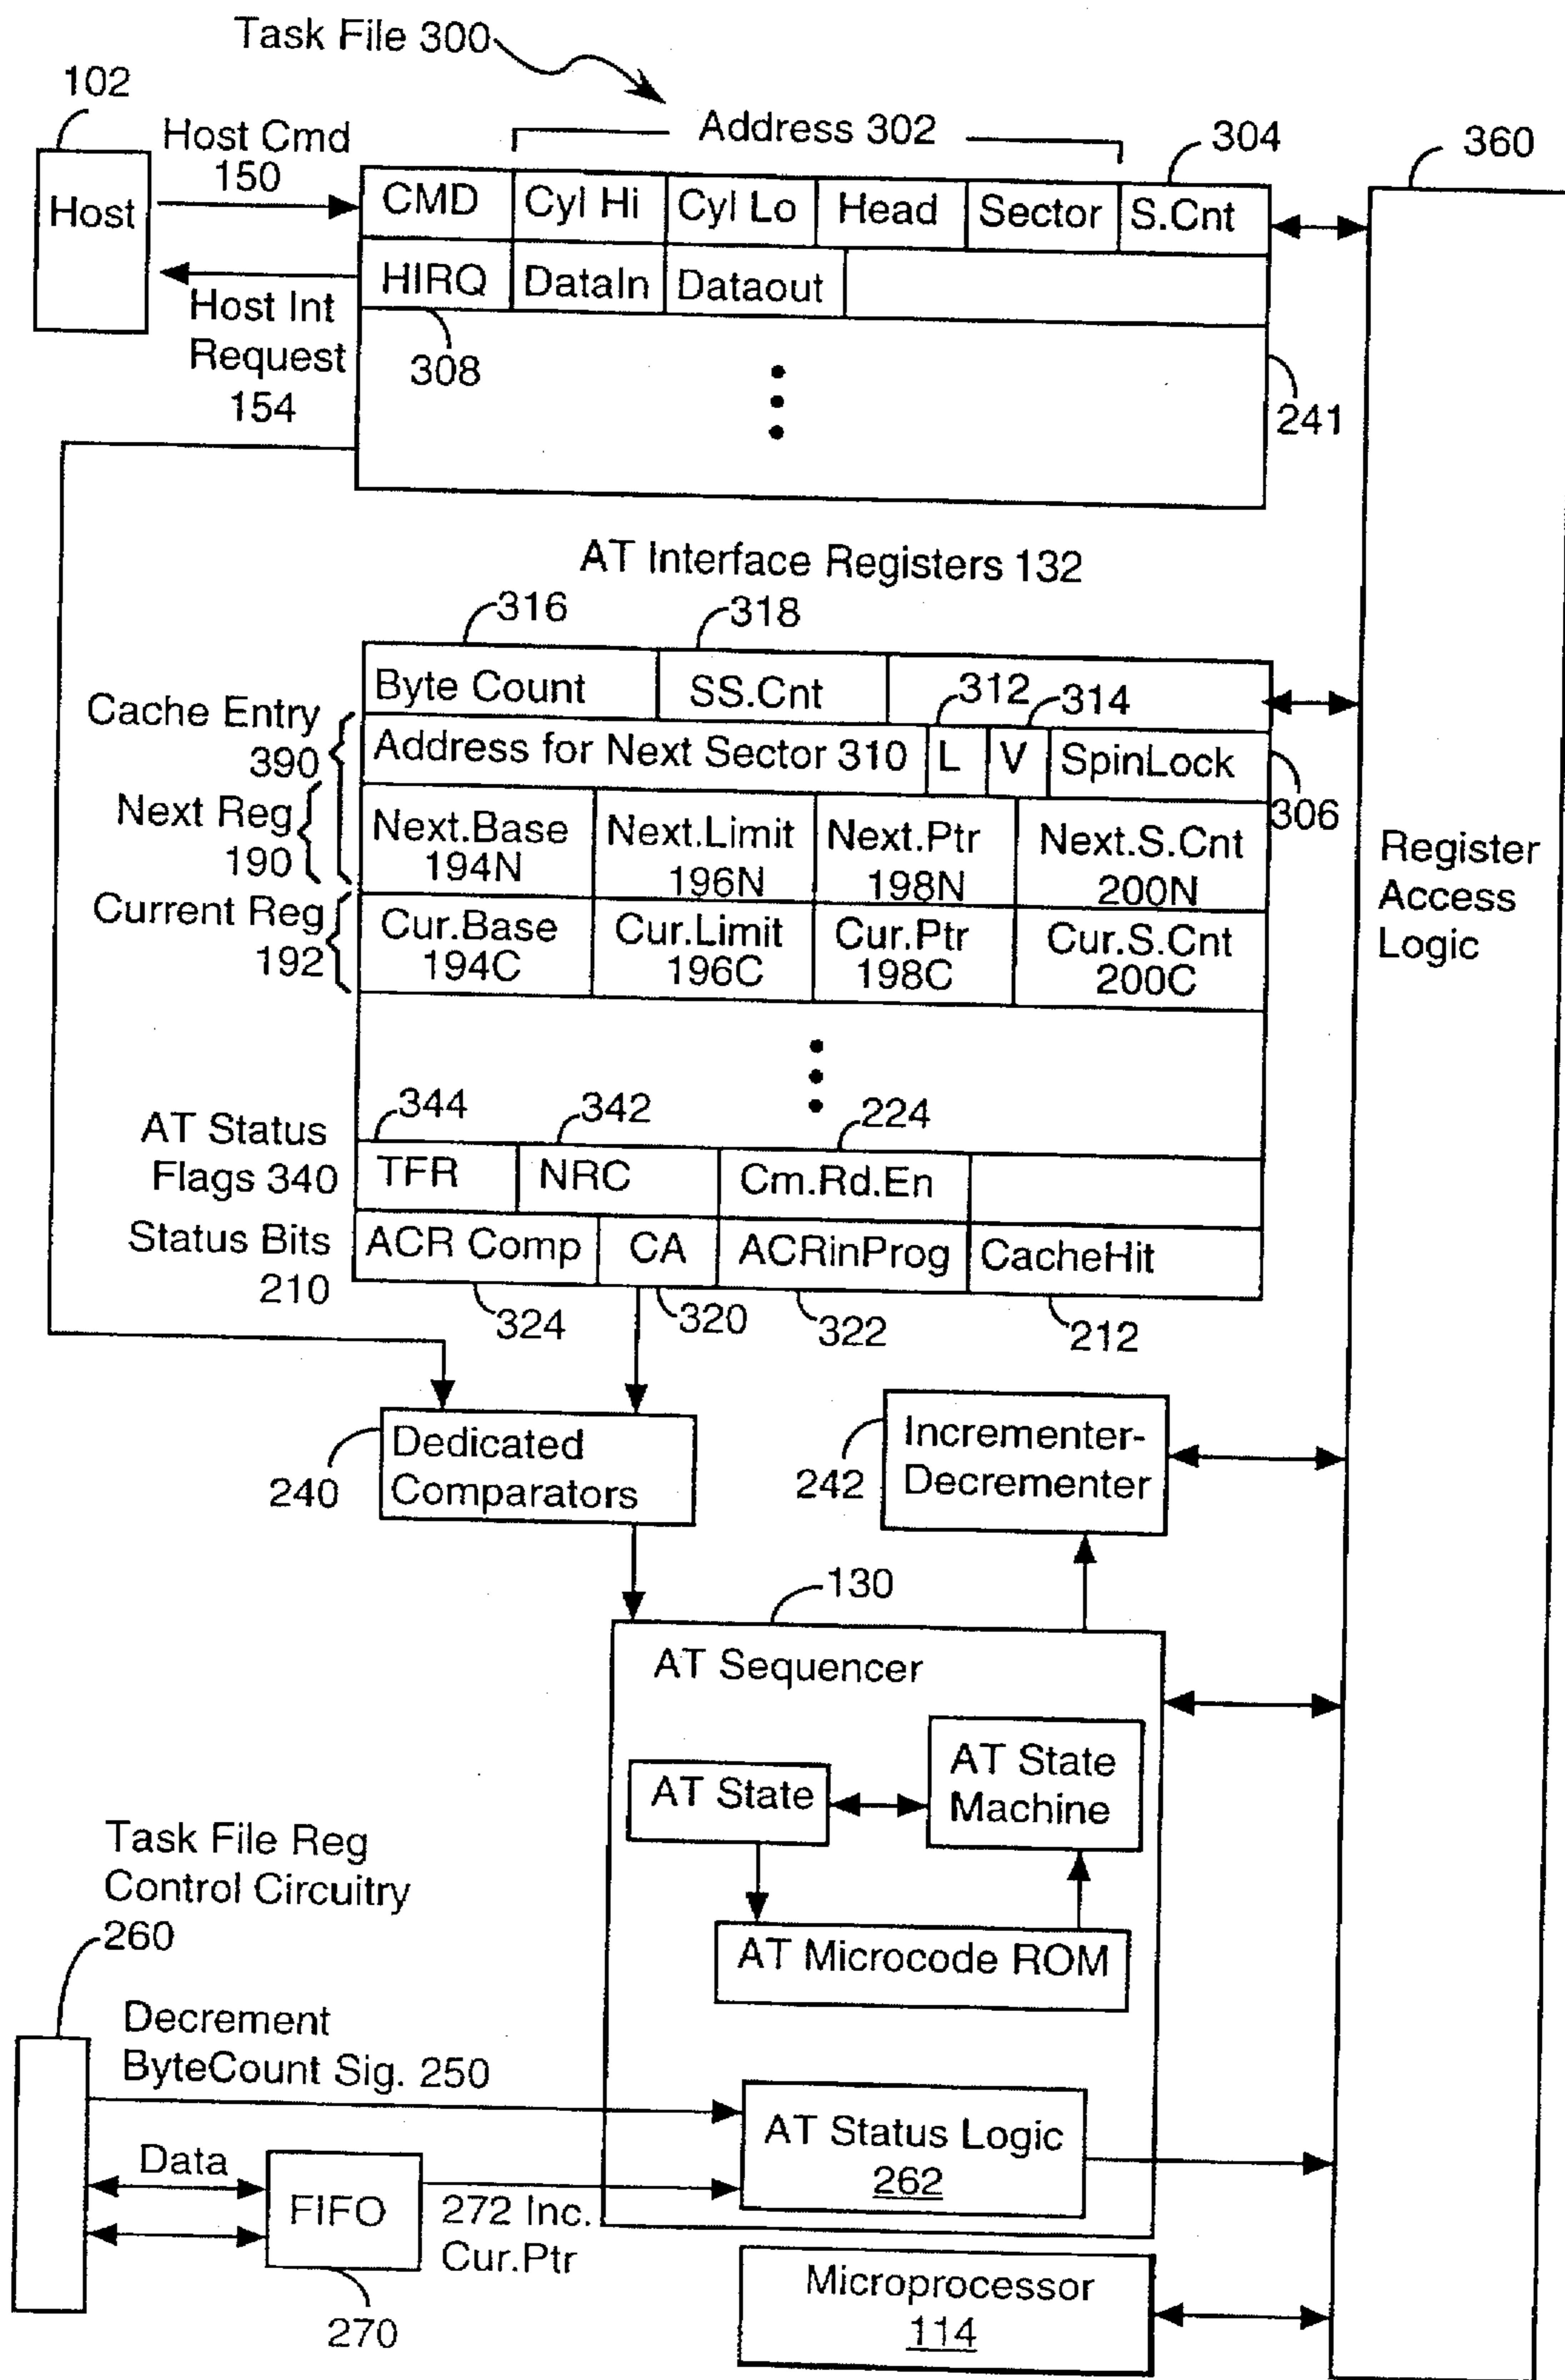 Task File 300
102
Host Cmd
150
Address 302
304
360
Host
CMD
Cyl Hi
Cyl Lo
Head
Sector
S.Cnt
HIRQ
DataIn
Dataout
Host Int
Request
154
308
241
AT Interface Registers 132
316
318
Byte Count
SS.Cnt
312
314
Cache Entry
390
Address for Next Sector 310
L
V
SpinLock
306
Next Reg
190
Next.Base
194N
Next.Limit
196N
Next.Ptr
198N
Next.S.Cnt
200N
Register
Access
Logic
Current Reg
192
Cur.Base
194C
Cur.Limit
196C
Cur.Ptr
198C
Cur.S.Cnt
200C
344
342
224
AT Status
Flags 340
TFR
NRC
Cm.Rd.En
Status Bits
210
ACR Comp
CA
ACRinProg
CacheHit
324
320
322
212
Dedicated
Comparators
240
Incrementer-
Decrementer
242
130
AT Sequencer
AT State
AT State
Machine
AT Microcode ROM
Task File Reg
Control Circuitry
260
Decrement
ByteCount Sig. 250
AT Status Logic
262
Data
FIFO
272 Inc.
Cur.Ptr
270
Microprocessor
114